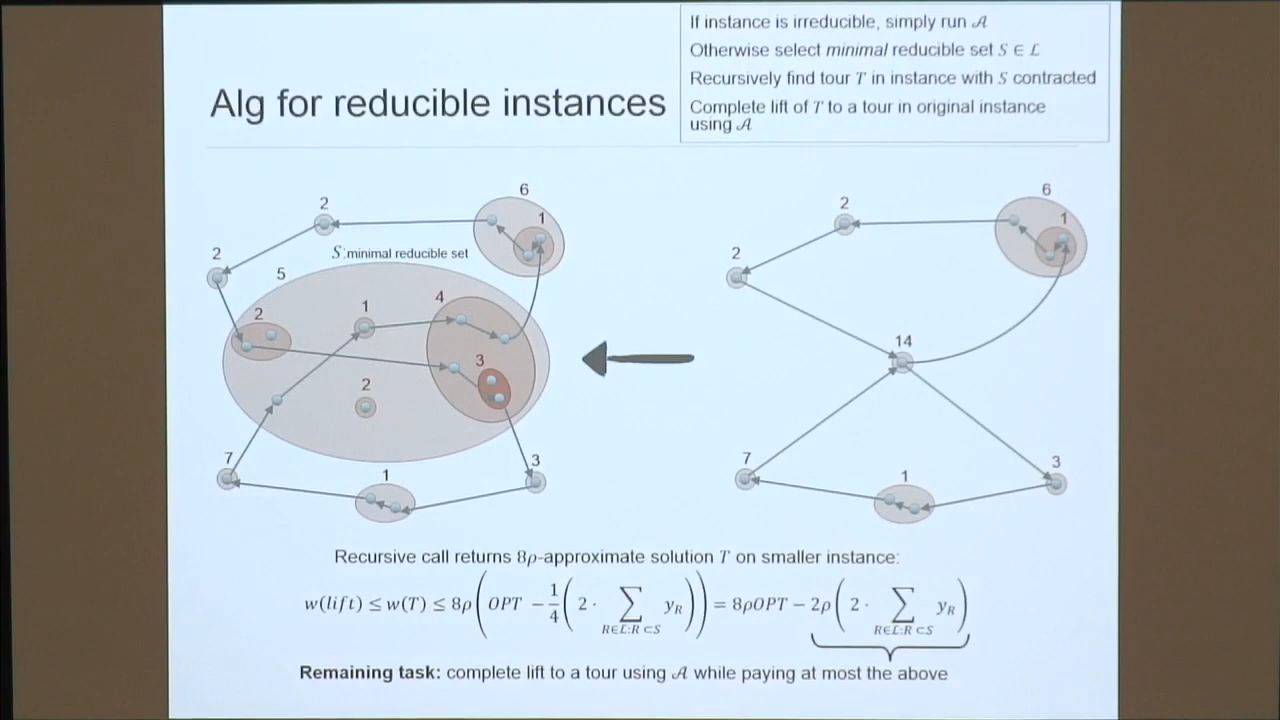 If instance is irreducible, simply run 𝒜
Otherwise select minimal reducible set S ∈ ℒ
Recursively find tour T in instance with S contracted
Complete lift of T to a tour in original instance
using 𝒜
Alg for reducible instances
2
6
1
2
S:minimal reducible set
5
4
1
2
3
2
7
1
3
2
6
1
2
14
7
1
3
Recursive call returns 8ρ-approximate solution T on smaller instance:
w(lift) ≤ w(T) ≤ 8ρ(OPT − 1/4(2 · ∑_{R∈ℒ:R⊂S} y_R)) = 8ρOPT − 2ρ(2 · ∑_{R∈ℒ:R⊂S} y_R)
Remaining task: complete lift to a tour using 𝒜 while paying at most the above